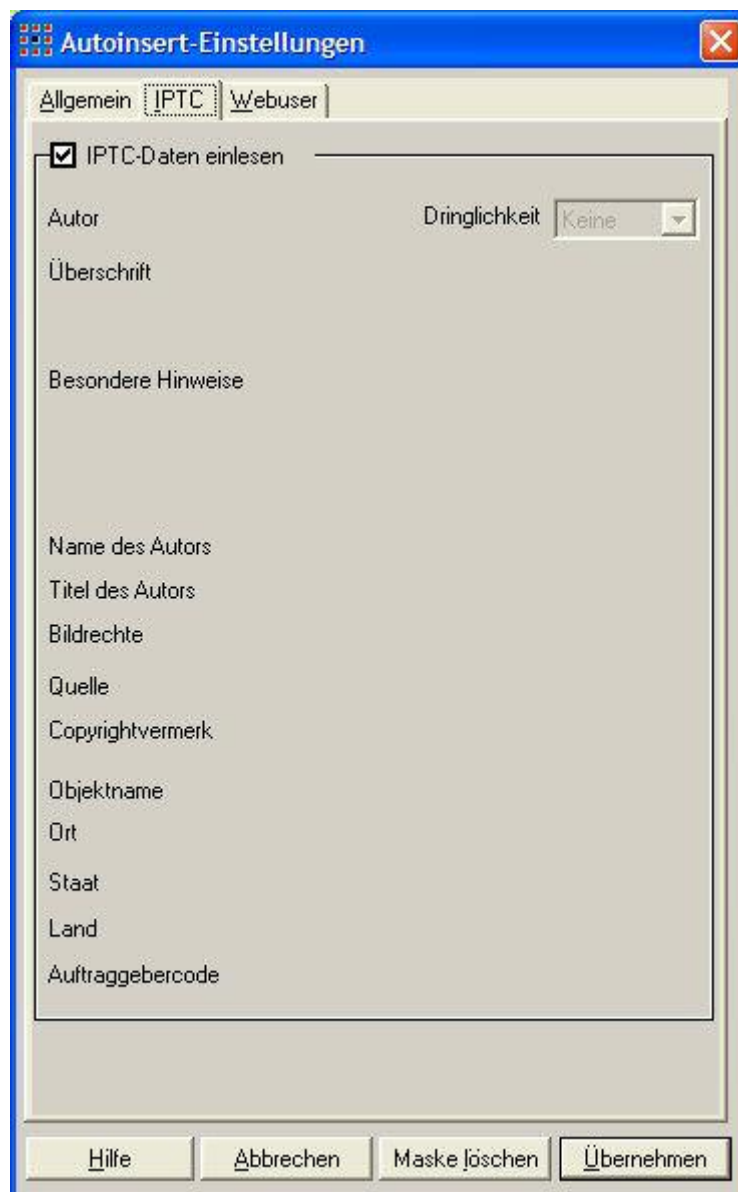 Autoinsert-Einstellungen
Allgemein IPTC Webuser
IPTC-Daten einlesen
Autor Dringlichkeit Keine
Überschrift
Besondere Hinweise
Name des Autors
Titel des Autors
Bildrechte
Quelle
Copyrightvermerk
Objektname
Ort
Staat
Land
Auftraggebercode
Hilfe Abbrechen Maske löschen Übernehmen